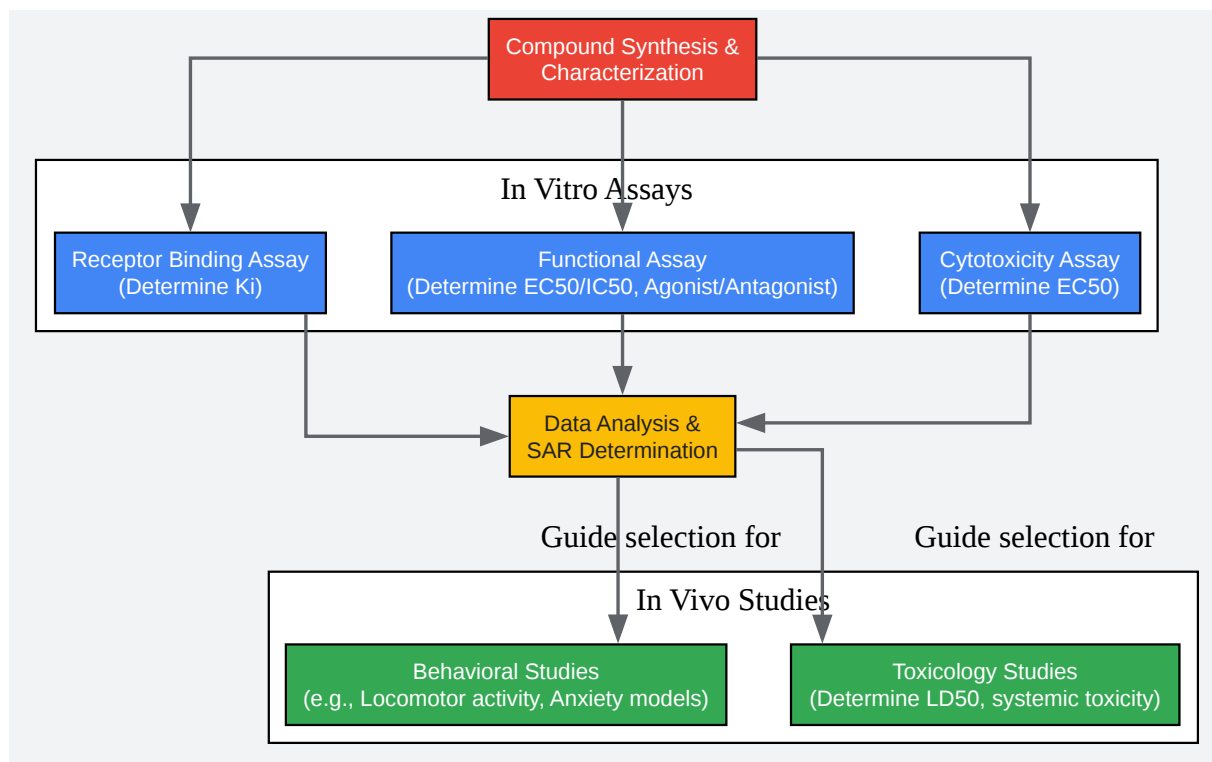 Compound Synthesis &
Characterization
In Vitro Assays
Receptor Binding Assay
(Determine Ki)
Functional Assay
(Determine EC50/IC50, Agonist/Antagonist)
Cytotoxicity Assay
(Determine EC50)
Data Analysis &
SAR Determination
Guide selection for
Guide selection for
In Vivo Studies
Behavioral Studies
(e.g., Locomotor activity, Anxiety models)
Toxicology Studies
(Determine LD50, systemic toxicity)